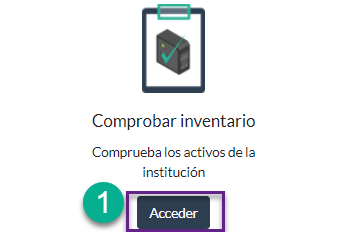 Comprobar inventario
Comprueba los activos de la
institución
1
Acceder